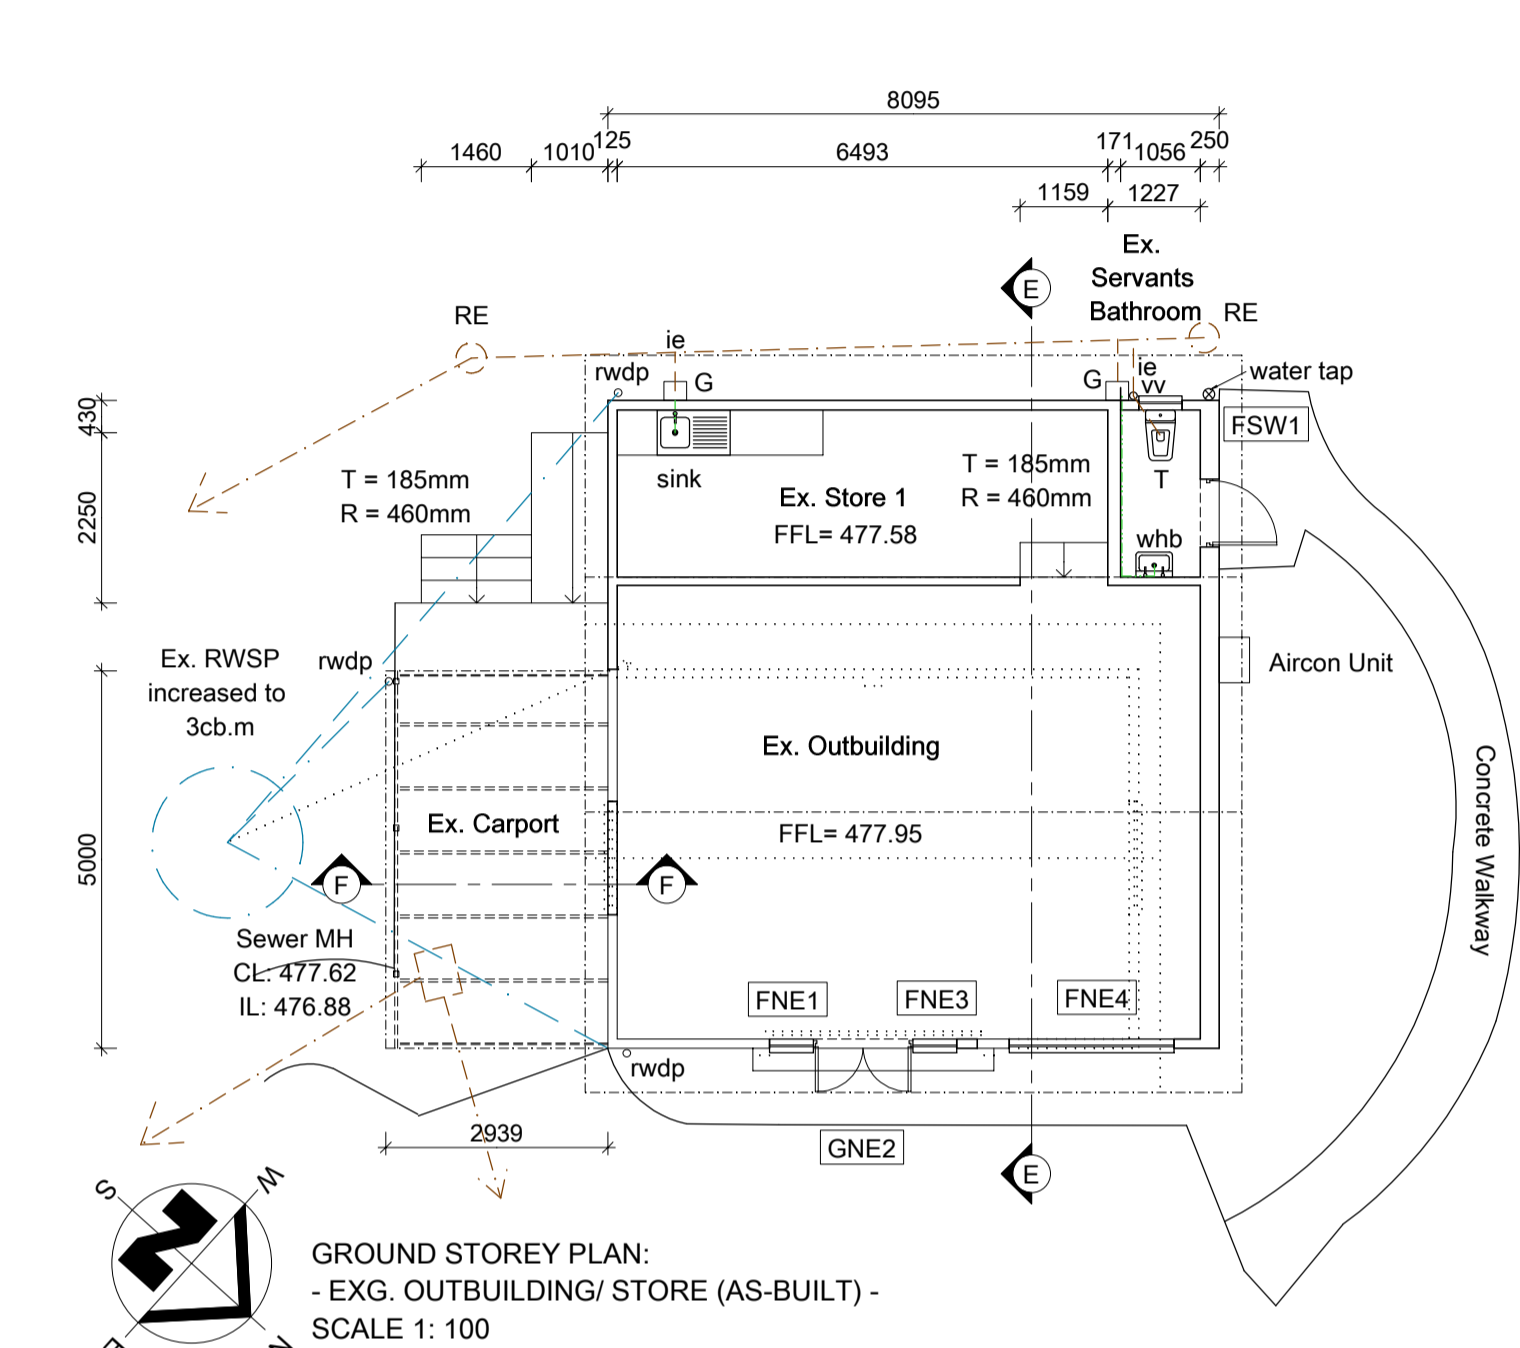 8095
1460
1010
125
6493
171
1056
250
1159
1227
Ex.
Servants
Bathroom
E
RE
RE
ie
ie
vv
rwdp
G
G
water tap
FSW1
430
2250
5000
T = 185mm
R = 460mm
sink
Ex. Store 1
FFL= 477.58
T = 185mm
R = 460mm
T
whb
Ex. RWSP
increased to
3cb.m
rwdp
Aircon Unit
Ex. Outbuilding
FFL= 477.95
Ex. Carport
F
F
Concrete Walkway
Sewer MH
CL: 477.62
IL: 476.88
FNE1
FNE3
FNE4
rwdp
2939
GNE2
E
S
W
N
GROUND STOREY PLAN:
- EXG. OUTBUILDING/ STORE (AS-BUILT) -
SCALE 1: 100